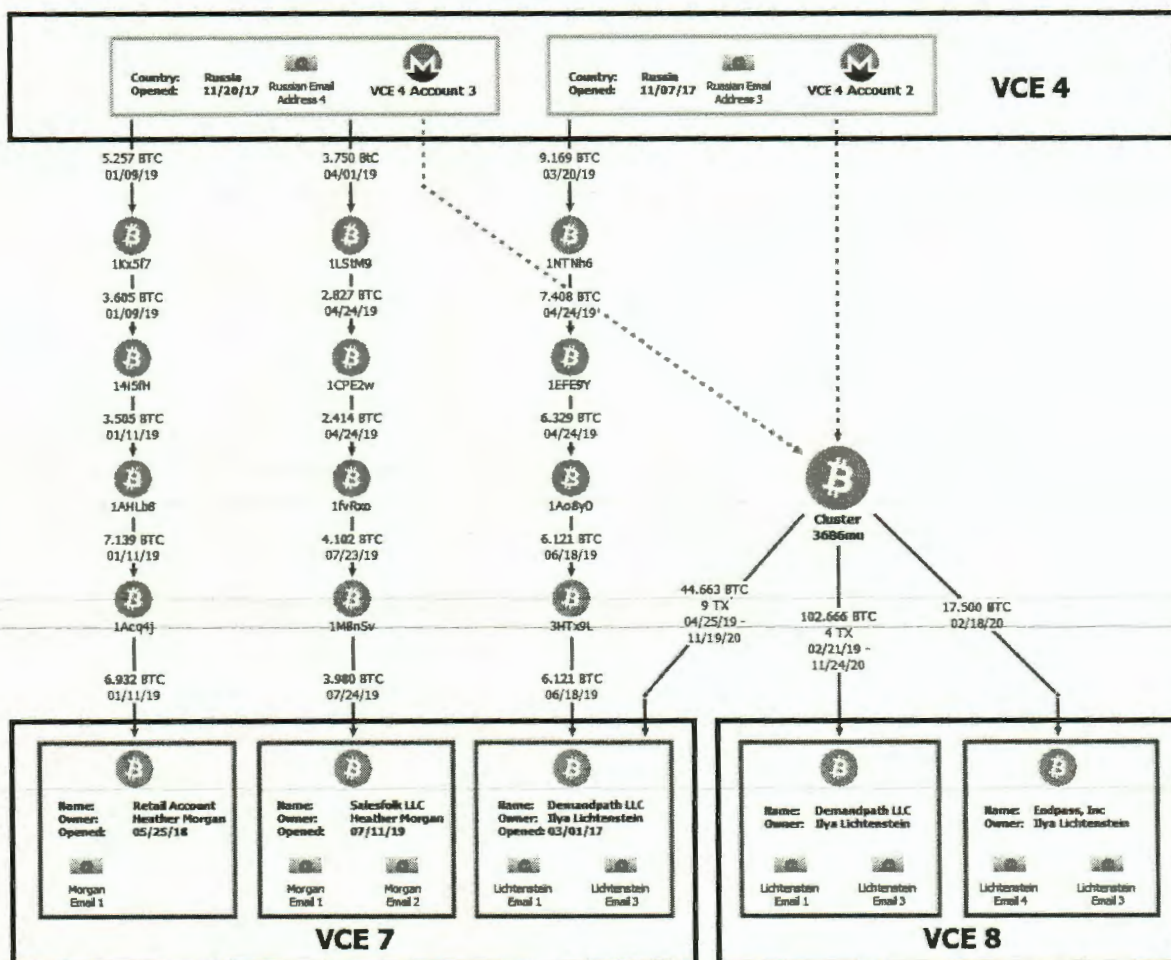 VCE 4
Country: Russia
Opened: 11/20/17
Russian Email
Address 4
VCE 4 Account 3
Country: Russia
Opened: 11/07/17
Russian Email
Address 3
VCE 4 Account 2
5.257 BTC
01/09/19
3.750 BtC
04/01/19
9.169 BTC
03/20/19
1Kx5f7
1LStM9
1NTNh6
3.605 BTC
01/09/19
2.827 BTC
04/24/19
7.408 BTC
04/24/19
14i5fH
1CPE2w
1EFE9Y
3.505 BTC
01/11/19
2.414 BTC
04/24/19
6.329 BTC
04/24/19
1AHLb8
1Ao8yD
Cluster
3686mu
7.139 BTC
01/11/19
4.102 BTC
07/23/19
6.121 BTC
06/18/19
44.663 BTC
9 TX
04/25/19 -
11/19/20
102.666 BTC
4 TX
02/21/19 -
11/24/20
17.500 BTC
02/18/20
1Acq4j
1M8nSv
3HTx9L
6.932 BTC
01/11/19
3.980 BTC
07/24/19
6.121 BTC
06/18/19
Name: Retail Account
Owner: Heather Morgan
Opened: 05/25/18
Morgan
Email 1
Name: Salesfolk LLC
Owner: Heather Morgan
Opened: 07/11/19
Morgan
Email 1
Morgan
Email 2
Name: Demandpath LLC
Owner: Ilya Lichtenstein
Opened: 03/01/17
Lichtenstein
Email 1
Lichtenstein
Email 3
VCE 7
Name: Demandpath LLC
Owner: Ilya Lichtenstein
Lichtenstein
Email 1
Lichtenstein
Email 3
Name: Endpass, Inc
Owner: Ilya Lichtenstein
Lichtenstein
Email 4
Lichtenstein
Email 3
VCE 8